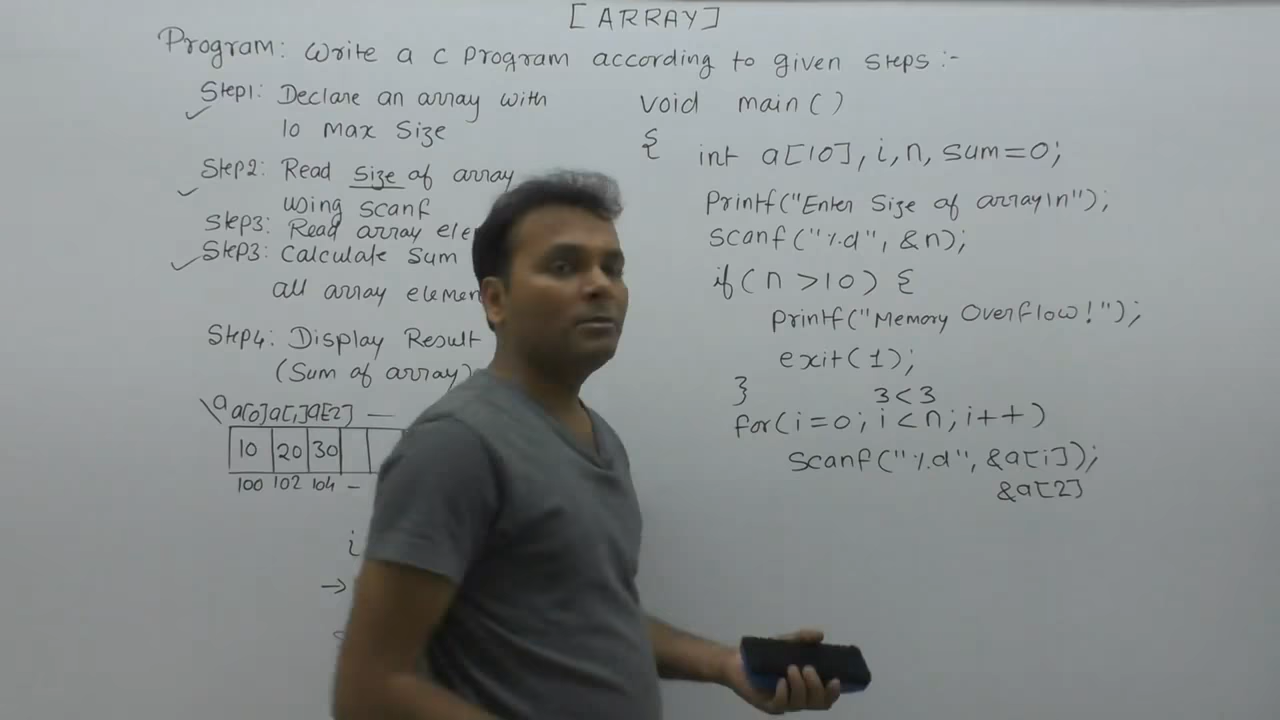 [ARRAY]
Program: Write a C program according to given steps:-
Step1: Declare an array with
10 max size
Step2: Read size of array
using scanf
Step3: Read array
Step3: Calculate Sum
all array
Step4: Display Result
(Sum of array)
a
a[0] a[1] a[2] —
10 20 30
100 102 104 –
i
→
void main()
{
int a[10], i, n, sum=0;
Printf("Enter Size of array\n");
Scanf("%d", &n);
if(n >10) {
Printf("Memory Overflow!");
exit(1);
}
3<3
for(i=0; i<n; i++)
Scanf("%d", &a[i]);
&a[2]